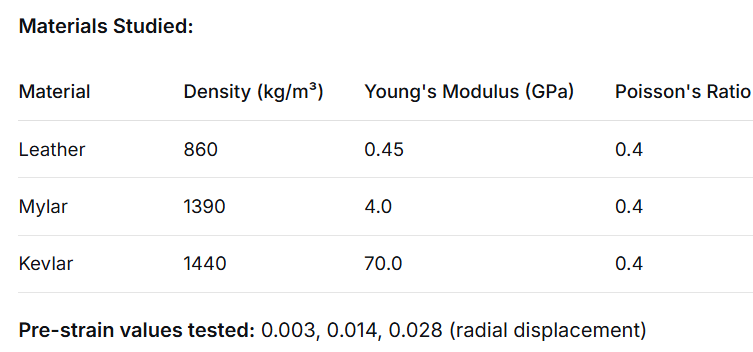 Materials Studied:
Material Density (kg/m³) Young's Modulus (GPa) Poisson's Ratio
Leather 860 0.45 0.4
Mylar 1390 4.0 0.4
Kevlar 1440 70.0 0.4
Pre-strain values tested: 0.003, 0.014, 0.028 (radial displacement)